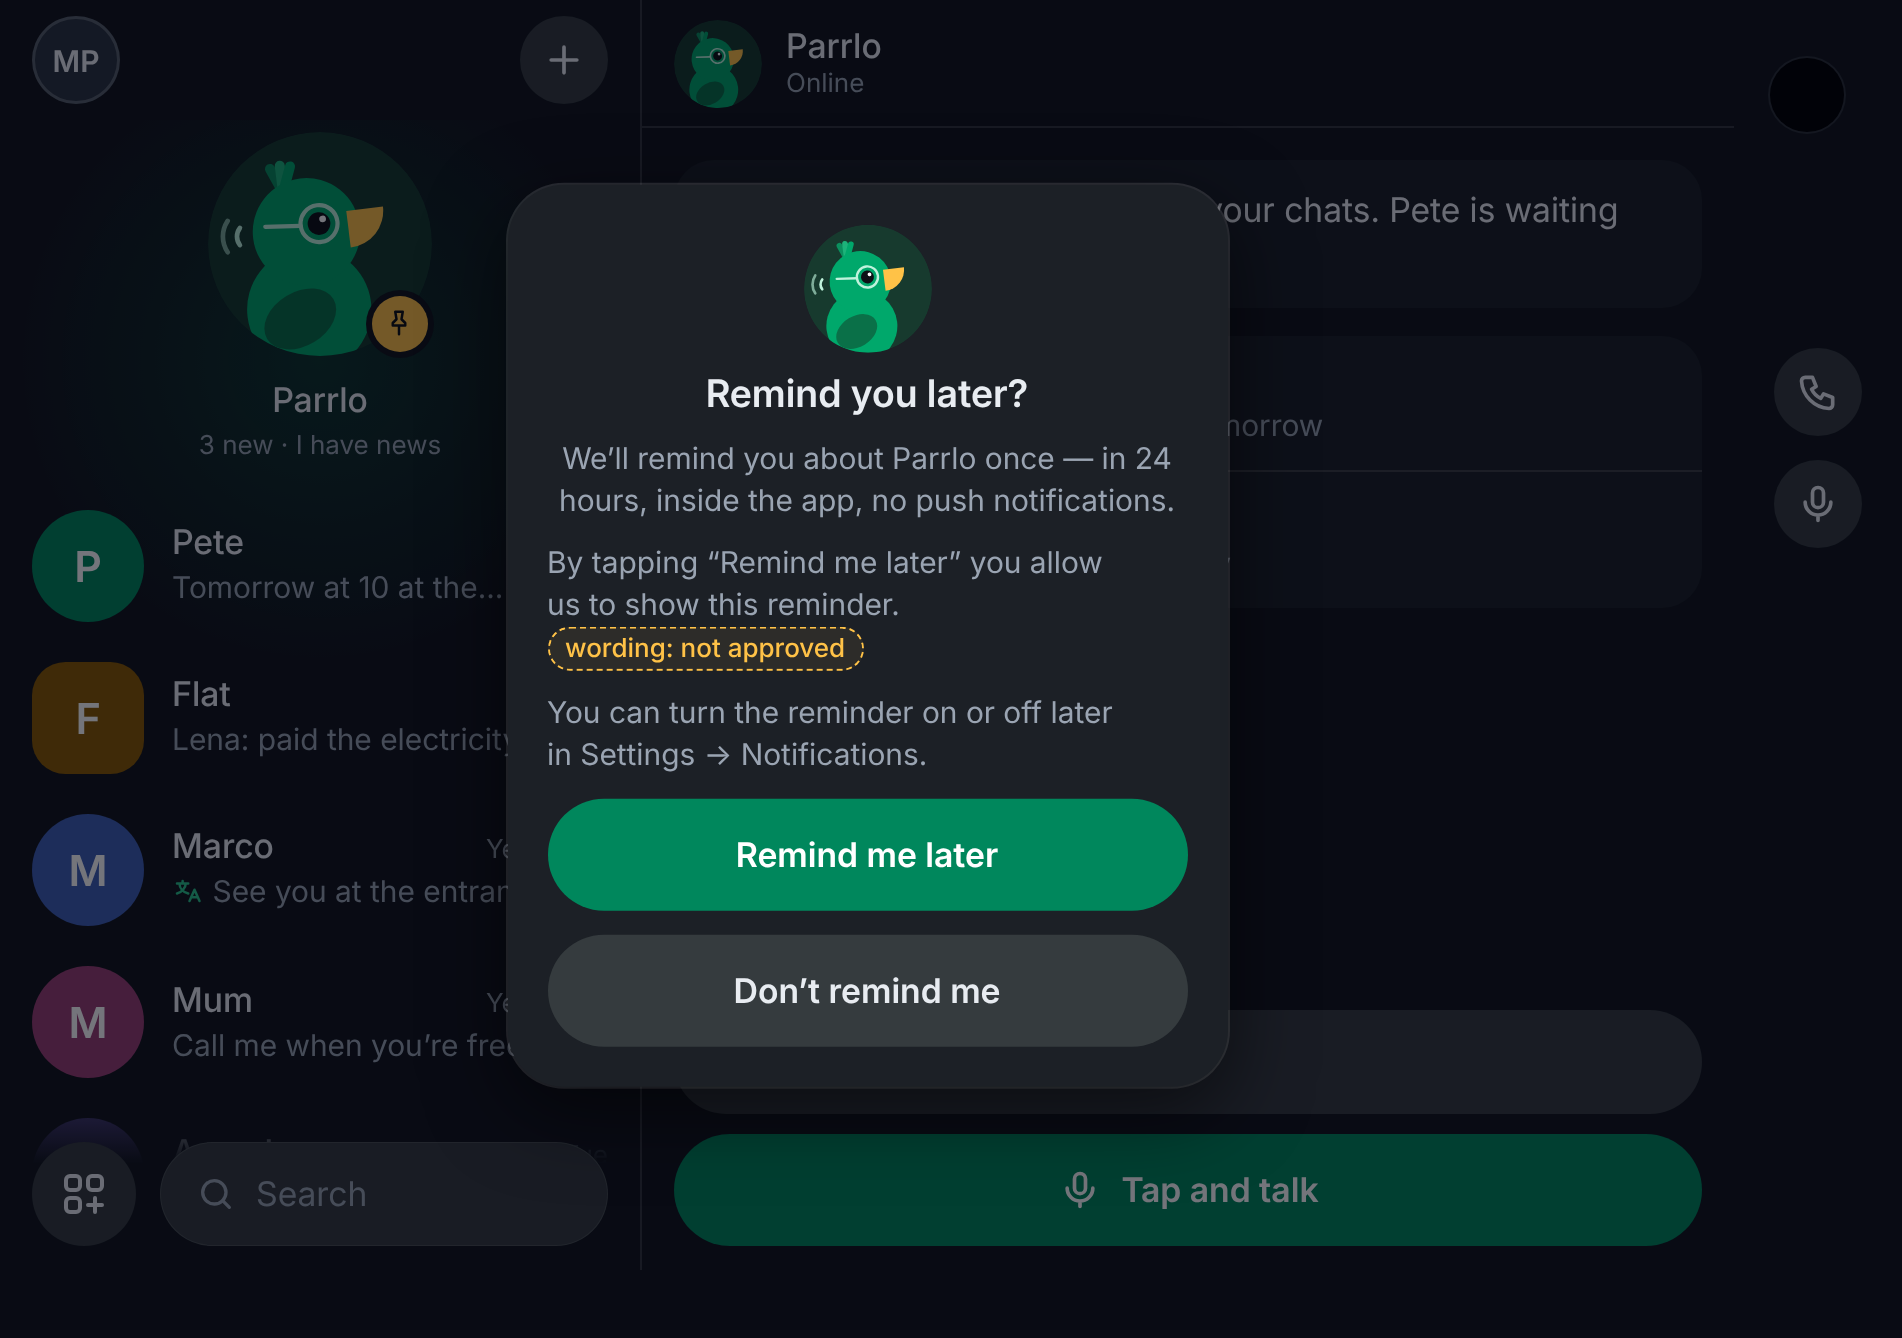 MP
Parrlo
3 new · I have news
P
Pete
Tomorrow at 10 at the...
F
Flat
Lena: paid the electricity
M
Marco
See you at the
M
Mum
Call me when you’re free
Search
Parrlo
Online
your chats. Pete is waiting
Remind you later?
We’ll remind you about Parrlo once — in 24
hours, inside the app, no push notifications.
By tapping “Remind me later” you allow
us to show this reminder.
wording: not approved
You can turn the reminder on or off later
in Settings → Notifications.
Remind me later
Don’t remind me
Tap and talk